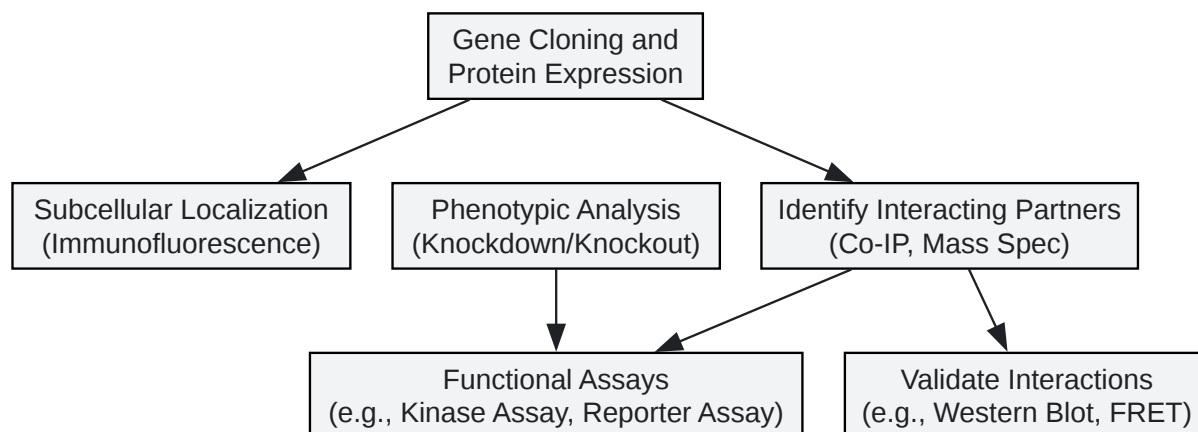 Gene Cloning and
Protein Expression
Subcellular Localization
(Immunofluorescence)
Phenotypic Analysis
(Knockdown/Knockout)
Identify Interacting Partners
(Co-IP, Mass Spec)
Functional Assays
(e.g., Kinase Assay, Reporter Assay)
Validate Interactions
(e.g., Western Blot, FRET)